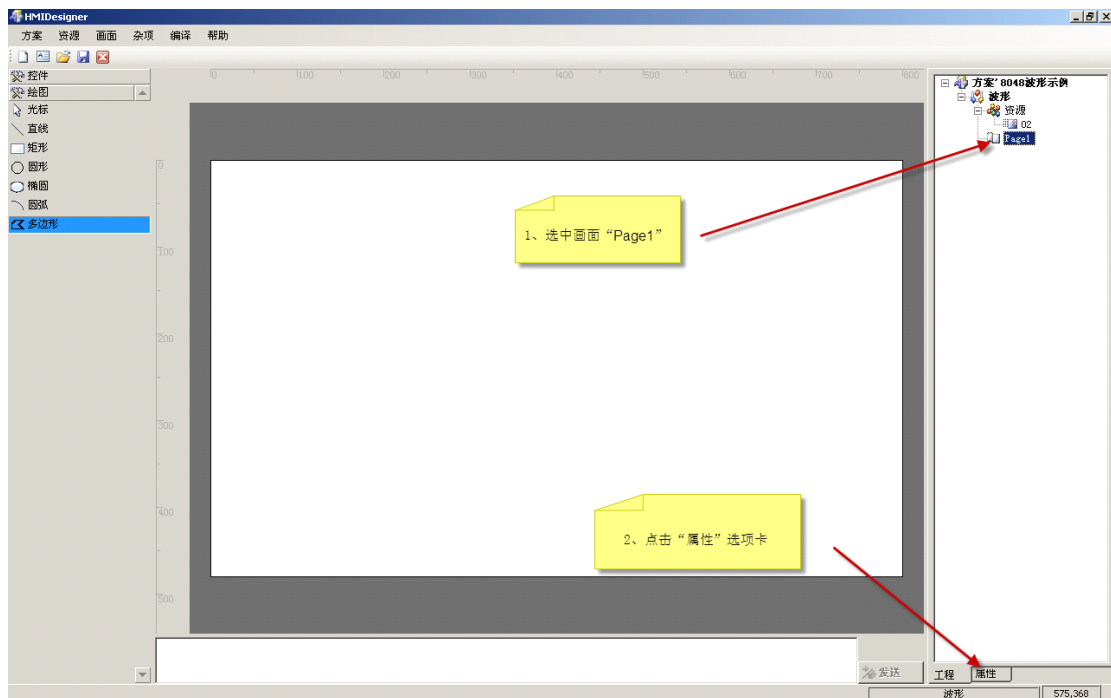 HMIDesigner
方案 资源 画面 杂项 编译 帮助
控件
绘图
光标
直线
矩形
圆形
椭圆
圆弧
多边形
0 100 200 300 400 500 600 700 800
0
100
200
300
400
500
1、选中画面“Page1”
2、点击“属性”选项卡
方案'8048波形示例
波形
资源
02
Page1
发送
工程 属性
波形 575,368